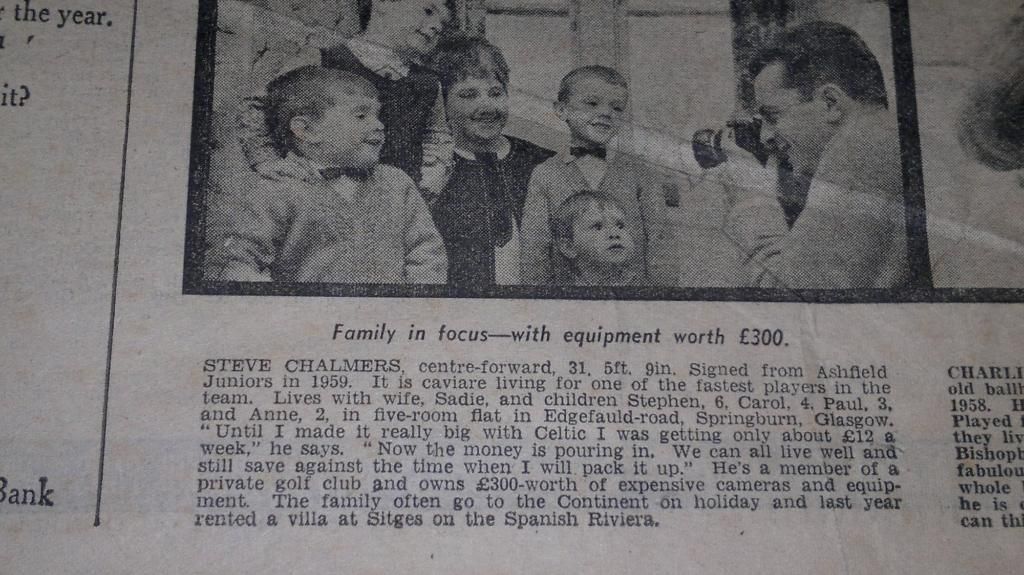 the year.
it?
Bank
Family in focus—with equipment worth £300.
STEVE CHALMERS, centre-forward, 31, 5ft. 9in. Signed from Ashfield
Juniors in 1959. It is caviare living for one of the fastest players in the
team. Lives with wife, Sadie, and children Stephen, 6, Carol, 4, Paul, 3,
and Anne, 2, in five-room flat in Edgefauld-road, Springburn, Glasgow.
“Until I made it really big with Celtic I was getting only about £12 a
week,” he says. “Now the money is pouring in. We can all live well and
still save against the time when I will pack it up.” He's a member of a
private golf club and owns £300-worth of expensive cameras and equip-
ment. The family often go to the Continent on holiday and last year
rented a villa at Sitges on the Spanish Riviera.
CHARLI
old ballh
1958. H
Played f
they liv
Bishopb
fabulou
whole
he is
can th